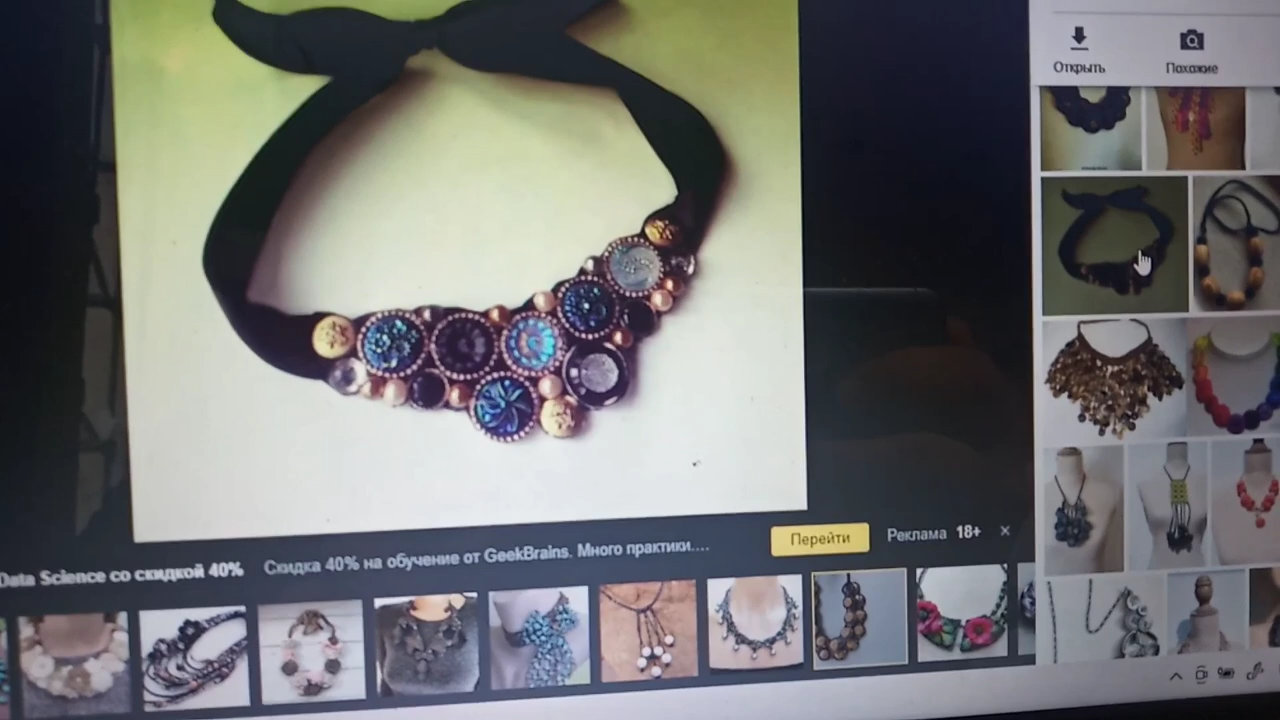 Открыть
Похожие
Перейти
Реклама 18+ ×
Data Science со скидкой 40% Скидка 40% на обучение от GeekBrains. Много практики....